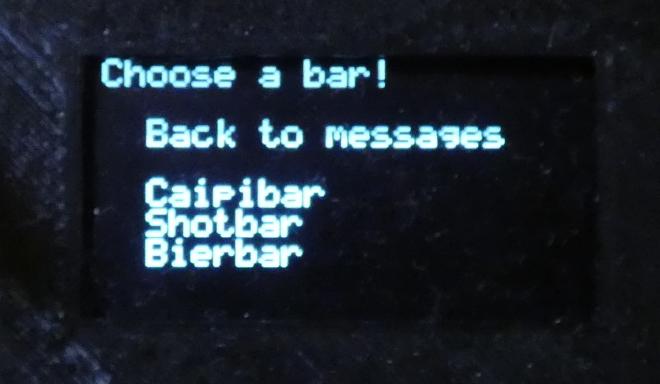 Choose a bar!
Back to messages
Caipibar
Shotbar
Bierbar